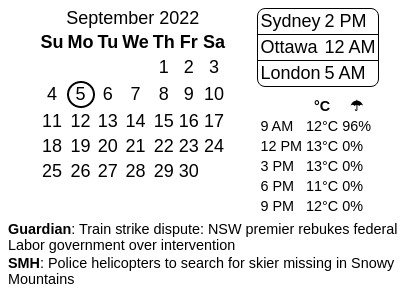 September 2022
Su Mo Tu We Th Fr Sa
1 2 3
4 5 6 7 8 9 10
11 12 13 14 15 16 17
18 19 20 21 22 23 24
25 26 27 28 29 30
Sydney 2 PM
Ottawa 12 AM
London 5 AM
°C ☂
9 AM 12°C 96%
12 PM 13°C 0%
3 PM 13°C 0%
6 PM 11°C 0%
9 PM 12°C 0%
Guardian: Train strike dispute: NSW premier rebukes federal
Labor government over intervention
SMH: Police helicopters to search for skier missing in Snowy
Mountains